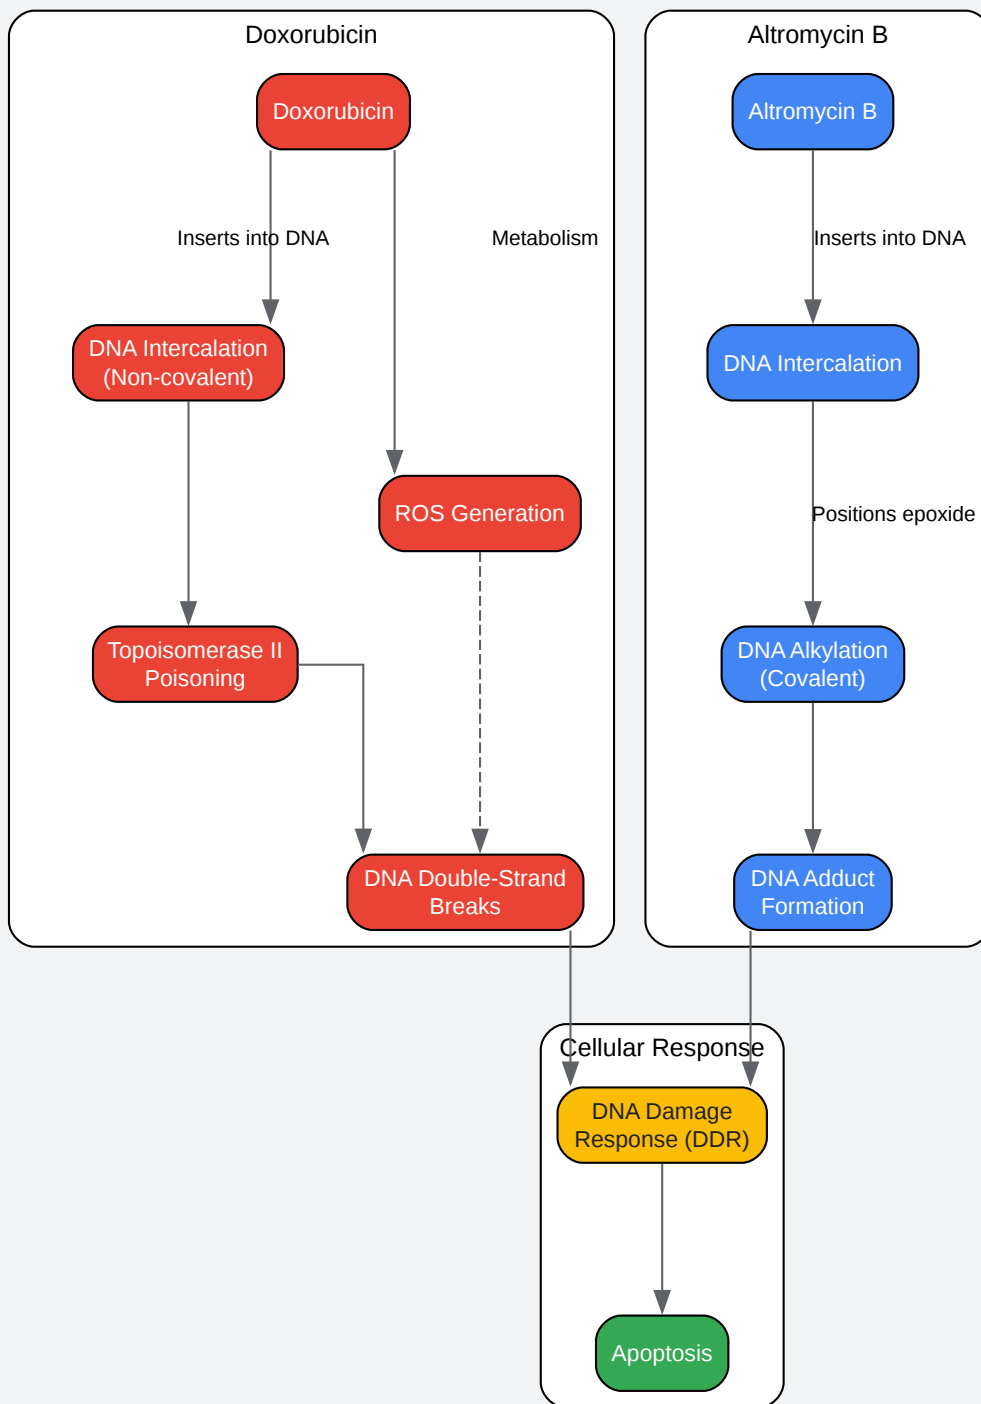 Doxorubicin
Doxorubicin
Inserts into DNA
Metabolism
DNA Intercalation
(Non-covalent)
ROS Generation
Topoisomerase II
Poisoning
DNA Double-Strand
Breaks
Altromycin B
Altromycin B
Inserts into DNA
DNA Intercalation
Positions epoxide
DNA Alkylation
(Covalent)
DNA Adduct
Formation
Cellular Response
DNA Damage
Response (DDR)
Apoptosis